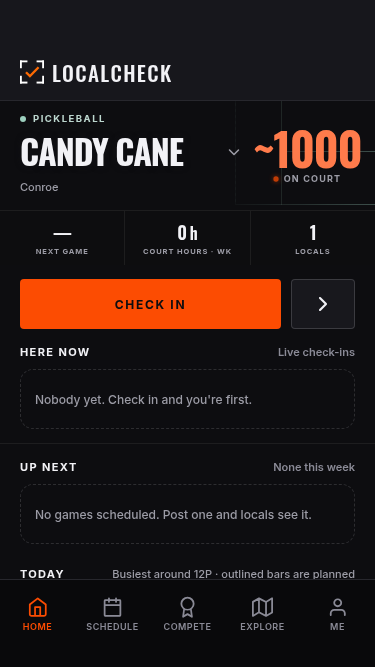 LOCALCHECK
PICKLEBALL
CANDY CANE
~1000
ON COURT
Conroe
—
NEXT GAME
0h
COURT HOURS · WK
1
LOCALS
CHECK IN
HERE NOW
Live check-ins
Nobody yet. Check in and you're first.
UP NEXT
None this week
No games scheduled. Post one and locals see it.
TODAY
Busiest around 12P · outlined bars are planned
HOME
SCHEDULE
COMPETE
EXPLORE
ME